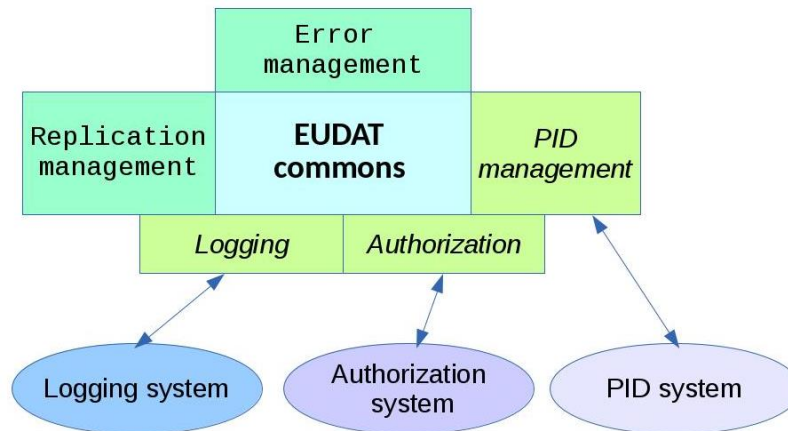 Error
management
Replication
management
EUDAT
commons
PID
management
Logging
Authorization
Logging system
Authorization
system
PID system